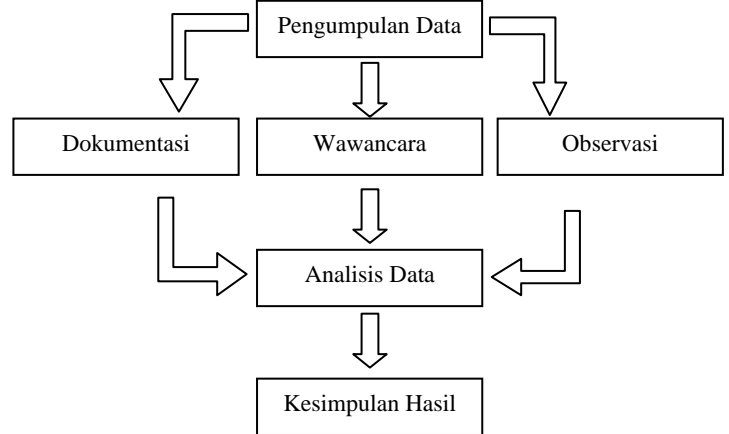 Pengumpulan Data
Dokumentasi
Wawancara
Observasi
Analisis Data
Kesimpulan Hasil